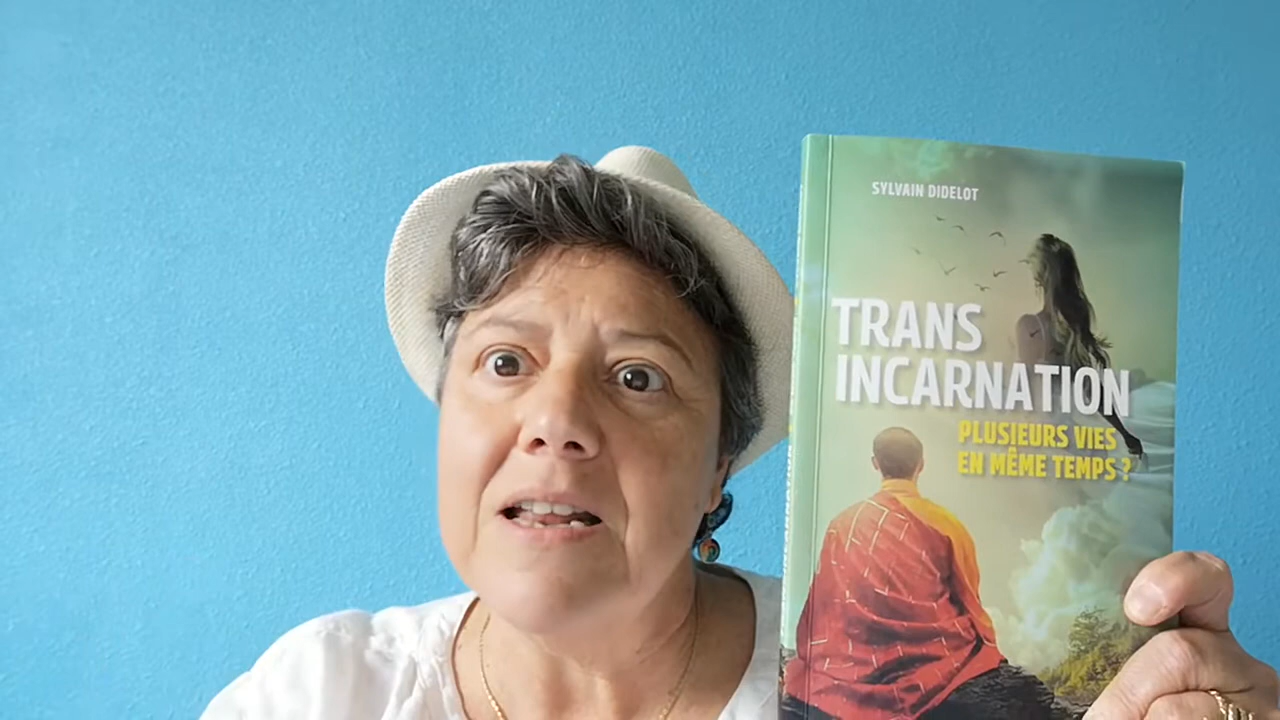 SYLVAIN DIDELOT
TRANS
INCARNATION
PLUSIEURS VIES
EN MÊME TEMPS ?